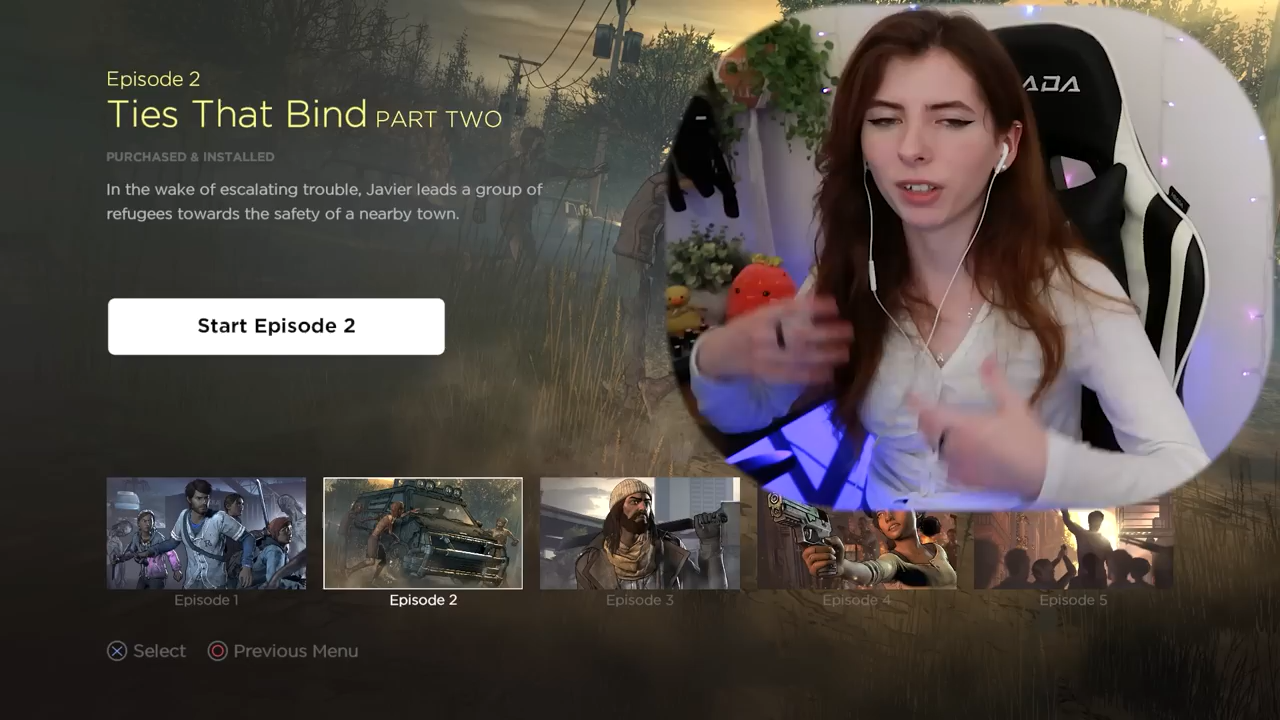 Episode 2
Ties That Bind PART TWO
PURCHASED & INSTALLED
In the wake of escalating trouble, Javier leads a group of
refugees towards the safety of a nearby town.
Start Episode 2
ADA
Episode 1
Episode 2
Episode 3
Episode 4
Episode 5
Select
Previous Menu